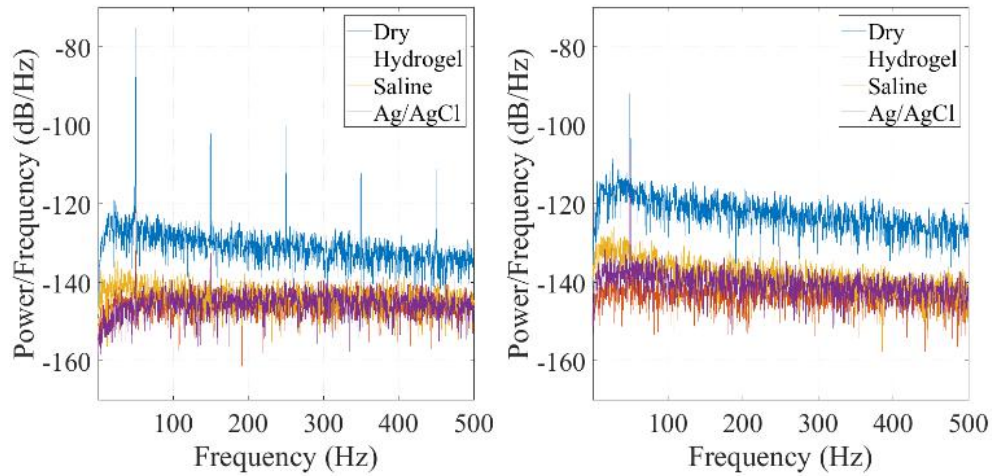 Power/Frequency (dB/Hz)
-80
-100
-120
-140
-160
100 200 300 400 500
Frequency (Hz)
Dry
Hydrogel
Saline
Ag/AgCl
Power/Frequency (dB/Hz)
-80
-100
-120
-140
-160
100 200 300 400 500
Frequency (Hz)
Dry
Hydrogel
Saline
Ag/AgCl